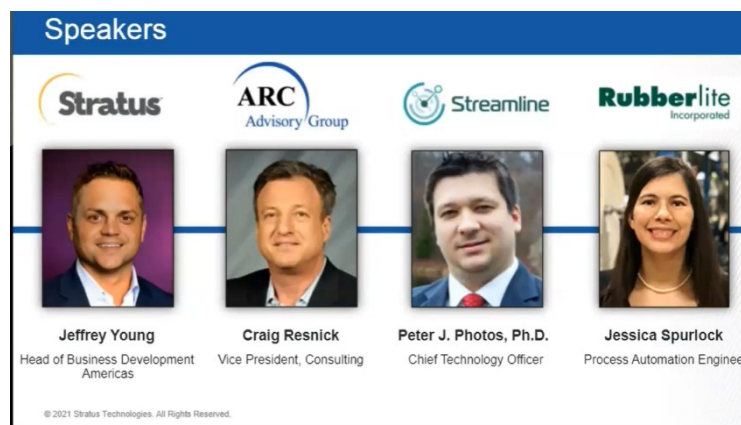 Speakers
Stratus
ARC
Advisory Group
Streamline
Rubberlite
Incorporated
Jeffrey Young
Head of Business Development
Americas
Craig Resnick
Vice President, Consulting
Peter J. Photos, Ph.D.
Chief Technology Officer
Jessica Spurlock
Process Automation Enginee
© 2021 Stratus Technologies. All Rights Reserved.